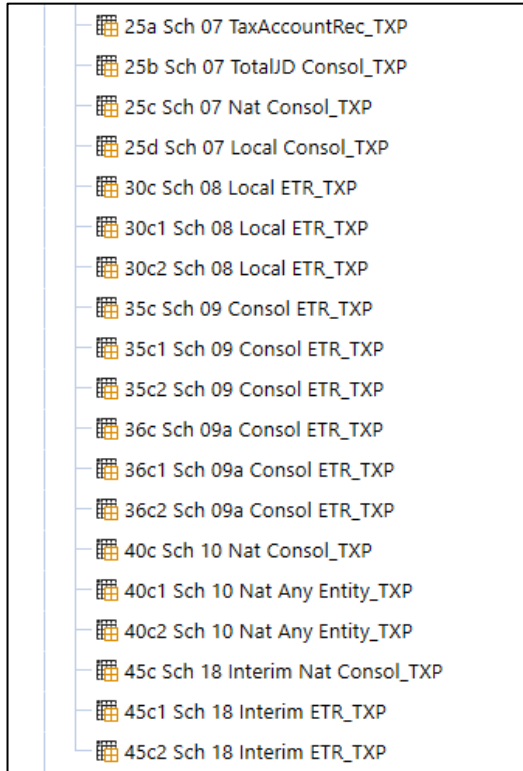 25a Sch 07 TaxAccountRec_TXP
25b Sch 07 TotalJD Consol_TXP
25c Sch 07 Nat Consol_TXP
25d Sch 07 Local Consol_TXP
30c Sch 08 Local ETR_TXP
30c1 Sch 08 Local ETR_TXP
30c2 Sch 08 Local ETR_TXP
35c Sch 09 Consol ETR_TXP
35c1 Sch 09 Consol ETR_TXP
35c2 Sch 09 Consol ETR_TXP
36c Sch 09a Consol ETR_TXP
36c1 Sch 09a Consol ETR_TXP
36c2 Sch 09a Consol ETR_TXP
40c Sch 10 Nat Consol_TXP
40c1 Sch 10 Nat Any Entity_TXP
40c2 Sch 10 Nat Any Entity_TXP
45c Sch 18 Interim Nat Consol_TXP
45c1 Sch 18 Interim ETR_TXP
45c2 Sch 18 Interim ETR_TXP